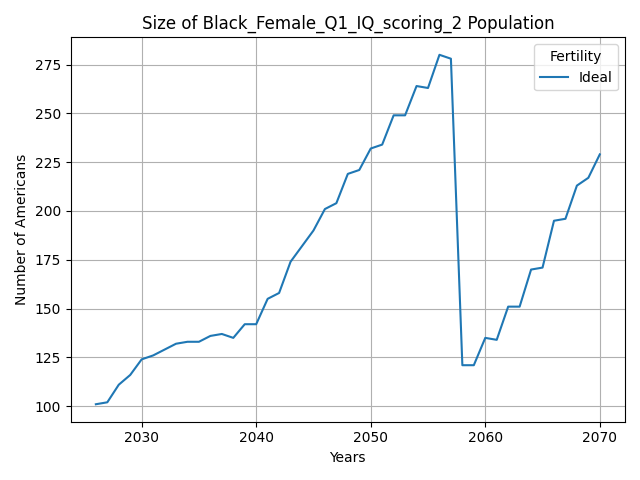 Size of Black_Female_Q1_IQ_scoring_2 Population
Fertility
Ideal
275
250
225
200
175
150
125
100
Number of Americans
2030 2040 2050 2060 2070
Years